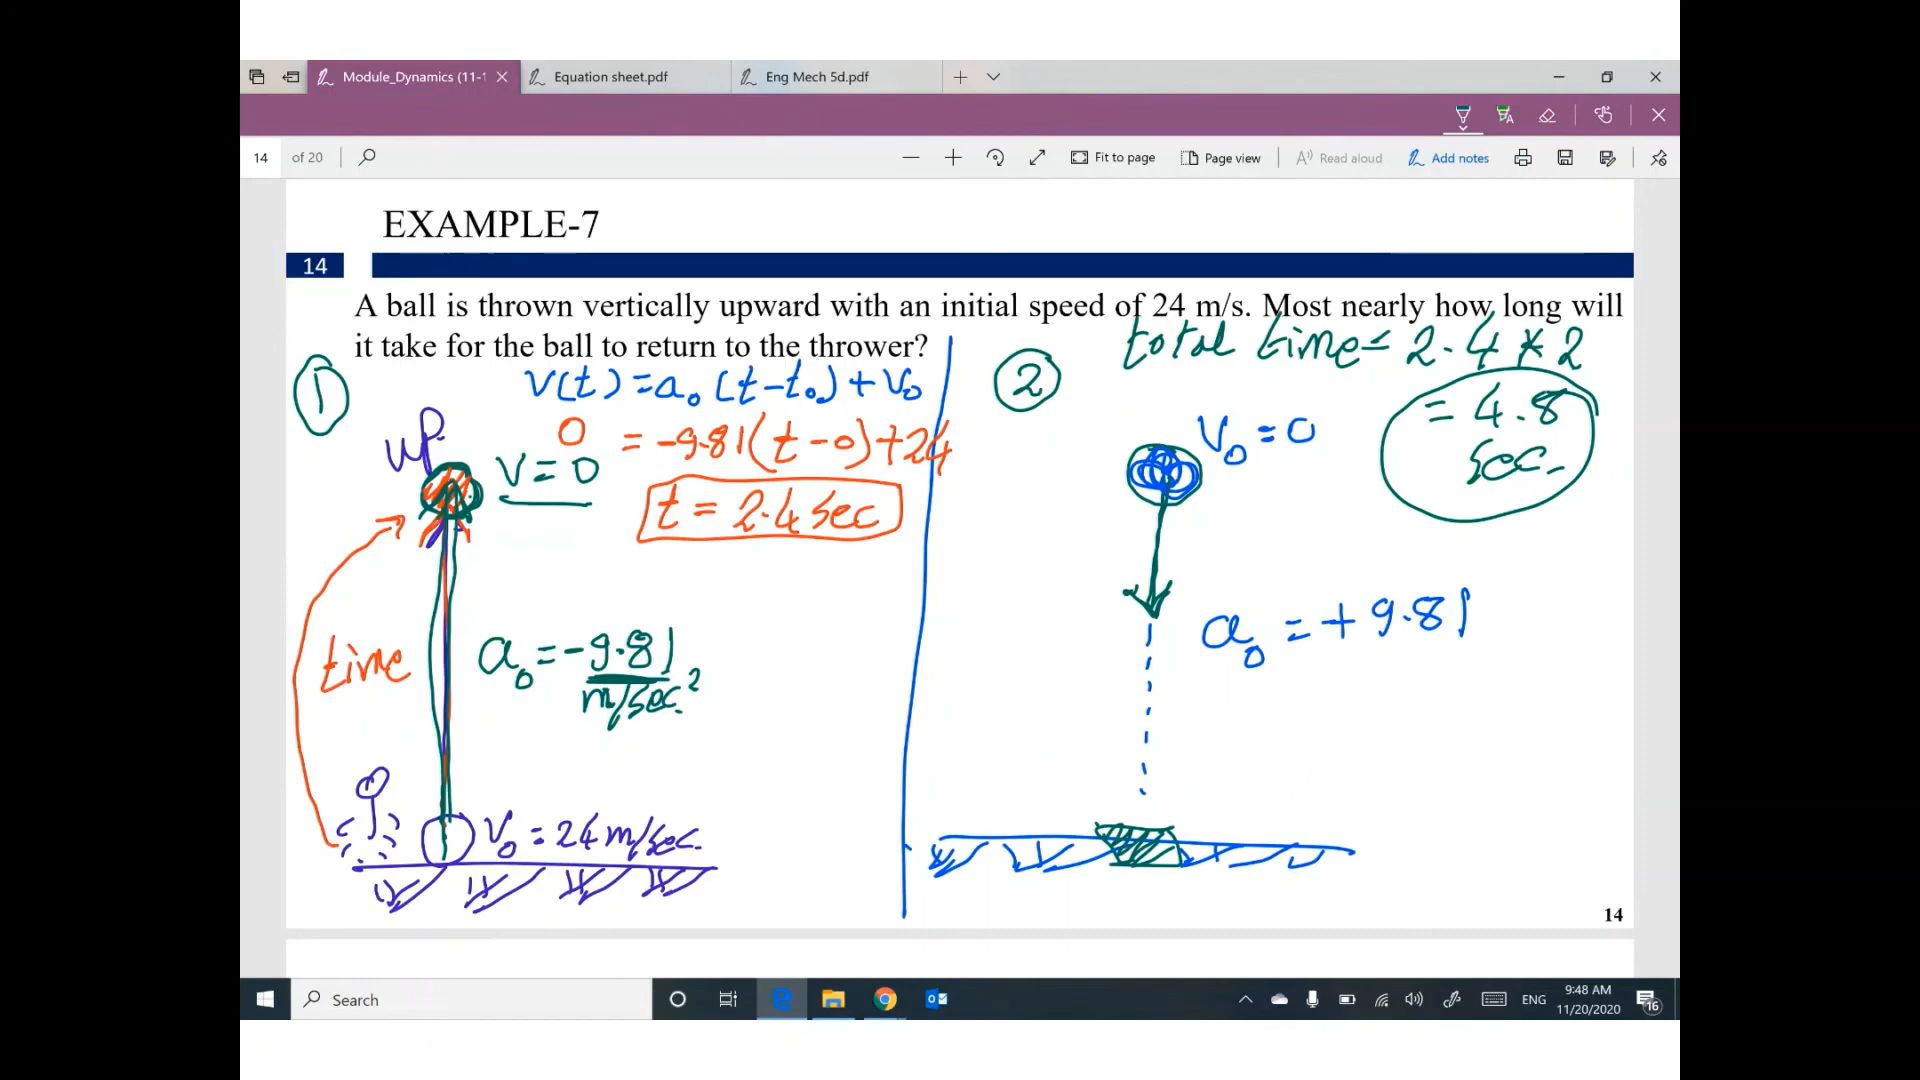 Module_Dynamics (11-1
Equation sheet.pdf
Eng Mech 5d.pdf
14 of 20
Fit to page
Page view
Read aloud
Add notes
EXAMPLE-7
14
A ball is thrown vertically upward with an initial speed of 24 m/s. Most nearly how long will
it take for the ball to return to the thrower?
1
v(t) = a₀ (t-t₀) + v₀
up
0 = -9.81(t-0)+24
v = 0
t = 2.4 sec
time
a₀ = -9.81
m/sec.²
v₀ = 24 m/sec.
2
total time = 2.4 * 2
= 4.8
sec.
V₀ = 0
a₀ = + 9.81
14
Search
ENG
9:48 AM
11/20/2020
16